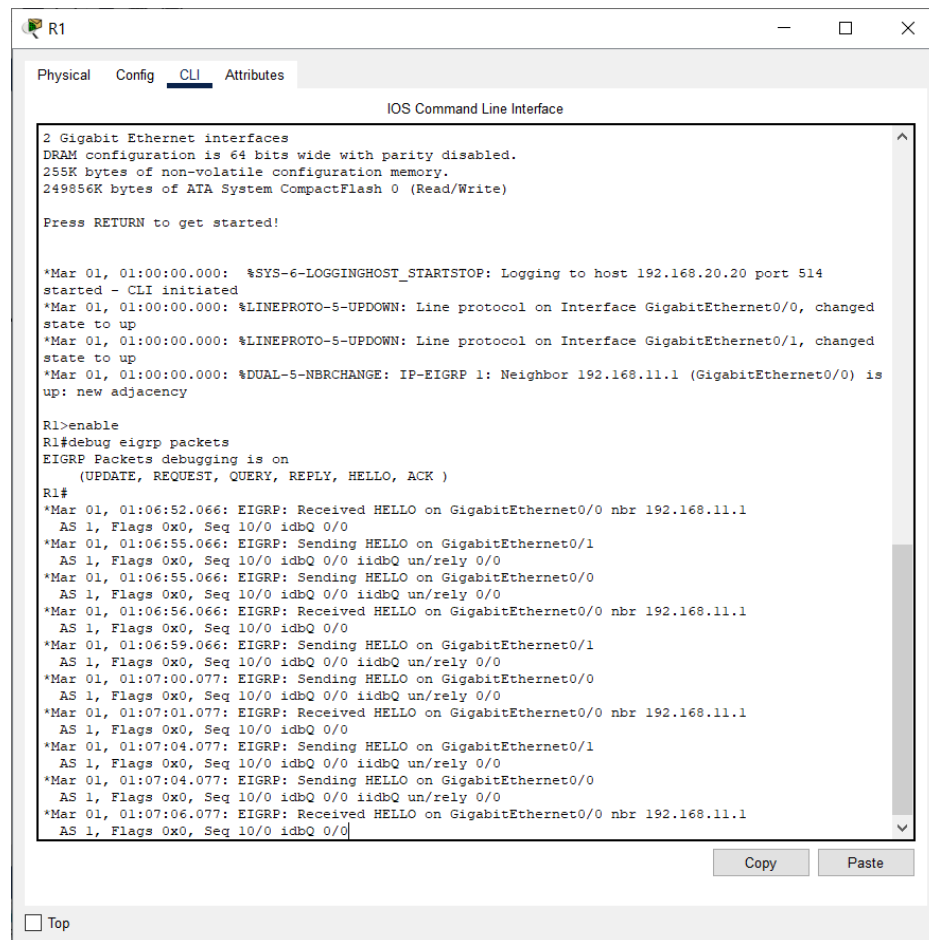 R1
Physical Config CLI Attributes
IOS Command Line Interface
2 Gigabit Ethernet interfaces
DRAM configuration is 64 bits wide with parity disabled.
255K bytes of non-volatile configuration memory.
249856K bytes of ATA System CompactFlash 0 (Read/Write)
Press RETURN to get started!
*Mar 01, 01:00:00.000:  %SYS-6-LOGGINGHOST_STARTSTOP: Logging to host 192.168.20.20 port 514
started - CLI initiated
*Mar 01, 01:00:00.000: %LINEPROTO-5-UPDOWN: Line protocol on Interface GigabitEthernet0/0, changed
state to up
*Mar 01, 01:00:00.000: %LINEPROTO-5-UPDOWN: Line protocol on Interface GigabitEthernet0/1, changed
state to up
*Mar 01, 01:00:00.000: %DUAL-5-NBRCHANGE: IP-EIGRP 1: Neighbor 192.168.11.1 (GigabitEthernet0/0) is
up: new adjacency
R1>enable
R1#debug eigrp packets
EIGRP Packets debugging is on
    (UPDATE, REQUEST, QUERY, REPLY, HELLO, ACK )
R1#
*Mar 01, 01:06:52.066: EIGRP: Received HELLO on GigabitEthernet0/0 nbr 192.168.11.1
  AS 1, Flags 0x0, Seq 10/0 idbQ 0/0
*Mar 01, 01:06:55.066: EIGRP: Sending HELLO on GigabitEthernet0/1
  AS 1, Flags 0x0, Seq 10/0 idbQ 0/0 iidbQ un/rely 0/0
*Mar 01, 01:06:55.066: EIGRP: Sending HELLO on GigabitEthernet0/0
  AS 1, Flags 0x0, Seq 10/0 idbQ 0/0 iidbQ un/rely 0/0
*Mar 01, 01:06:56.066: EIGRP: Received HELLO on GigabitEthernet0/0 nbr 192.168.11.1
  AS 1, Flags 0x0, Seq 10/0 idbQ 0/0
*Mar 01, 01:06:59.066: EIGRP: Sending HELLO on GigabitEthernet0/1
  AS 1, Flags 0x0, Seq 10/0 idbQ 0/0 iidbQ un/rely 0/0
*Mar 01, 01:07:00.077: EIGRP: Sending HELLO on GigabitEthernet0/0
  AS 1, Flags 0x0, Seq 10/0 idbQ 0/0 iidbQ un/rely 0/0
*Mar 01, 01:07:01.077: EIGRP: Received HELLO on GigabitEthernet0/0 nbr 192.168.11.1
  AS 1, Flags 0x0, Seq 10/0 idbQ 0/0
*Mar 01, 01:07:04.077: EIGRP: Sending HELLO on GigabitEthernet0/1
  AS 1, Flags 0x0, Seq 10/0 idbQ 0/0 iidbQ un/rely 0/0
*Mar 01, 01:07:04.077: EIGRP: Sending HELLO on GigabitEthernet0/0
  AS 1, Flags 0x0, Seq 10/0 idbQ 0/0 iidbQ un/rely 0/0
*Mar 01, 01:07:06.077: EIGRP: Received HELLO on GigabitEthernet0/0 nbr 192.168.11.1
  AS 1, Flags 0x0, Seq 10/0 idbQ 0/0
Copy Paste
Top